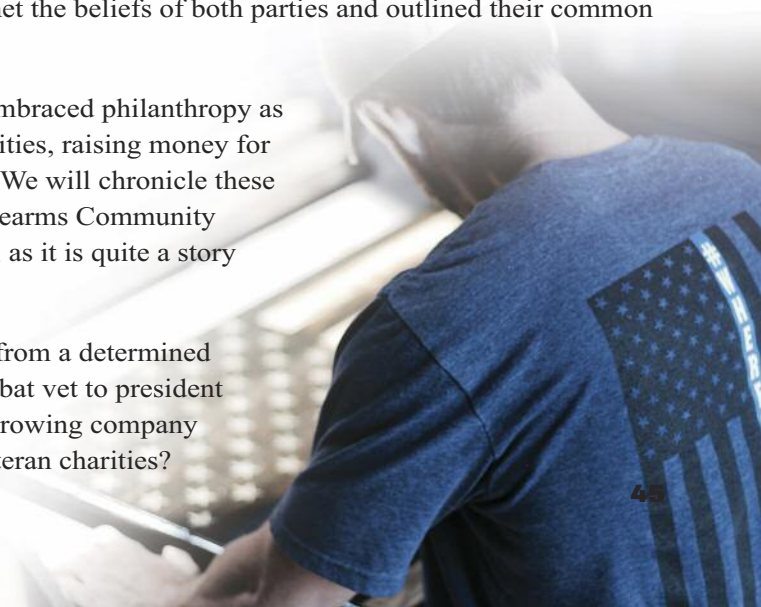 net the beliefs of both parties and outlined their common
mbraced philanthropy as
ities, raising money for
We will chronicle these
earms Community
as it is quite a story
from a determined
bat vet to president
rowing company
teran charities?
45